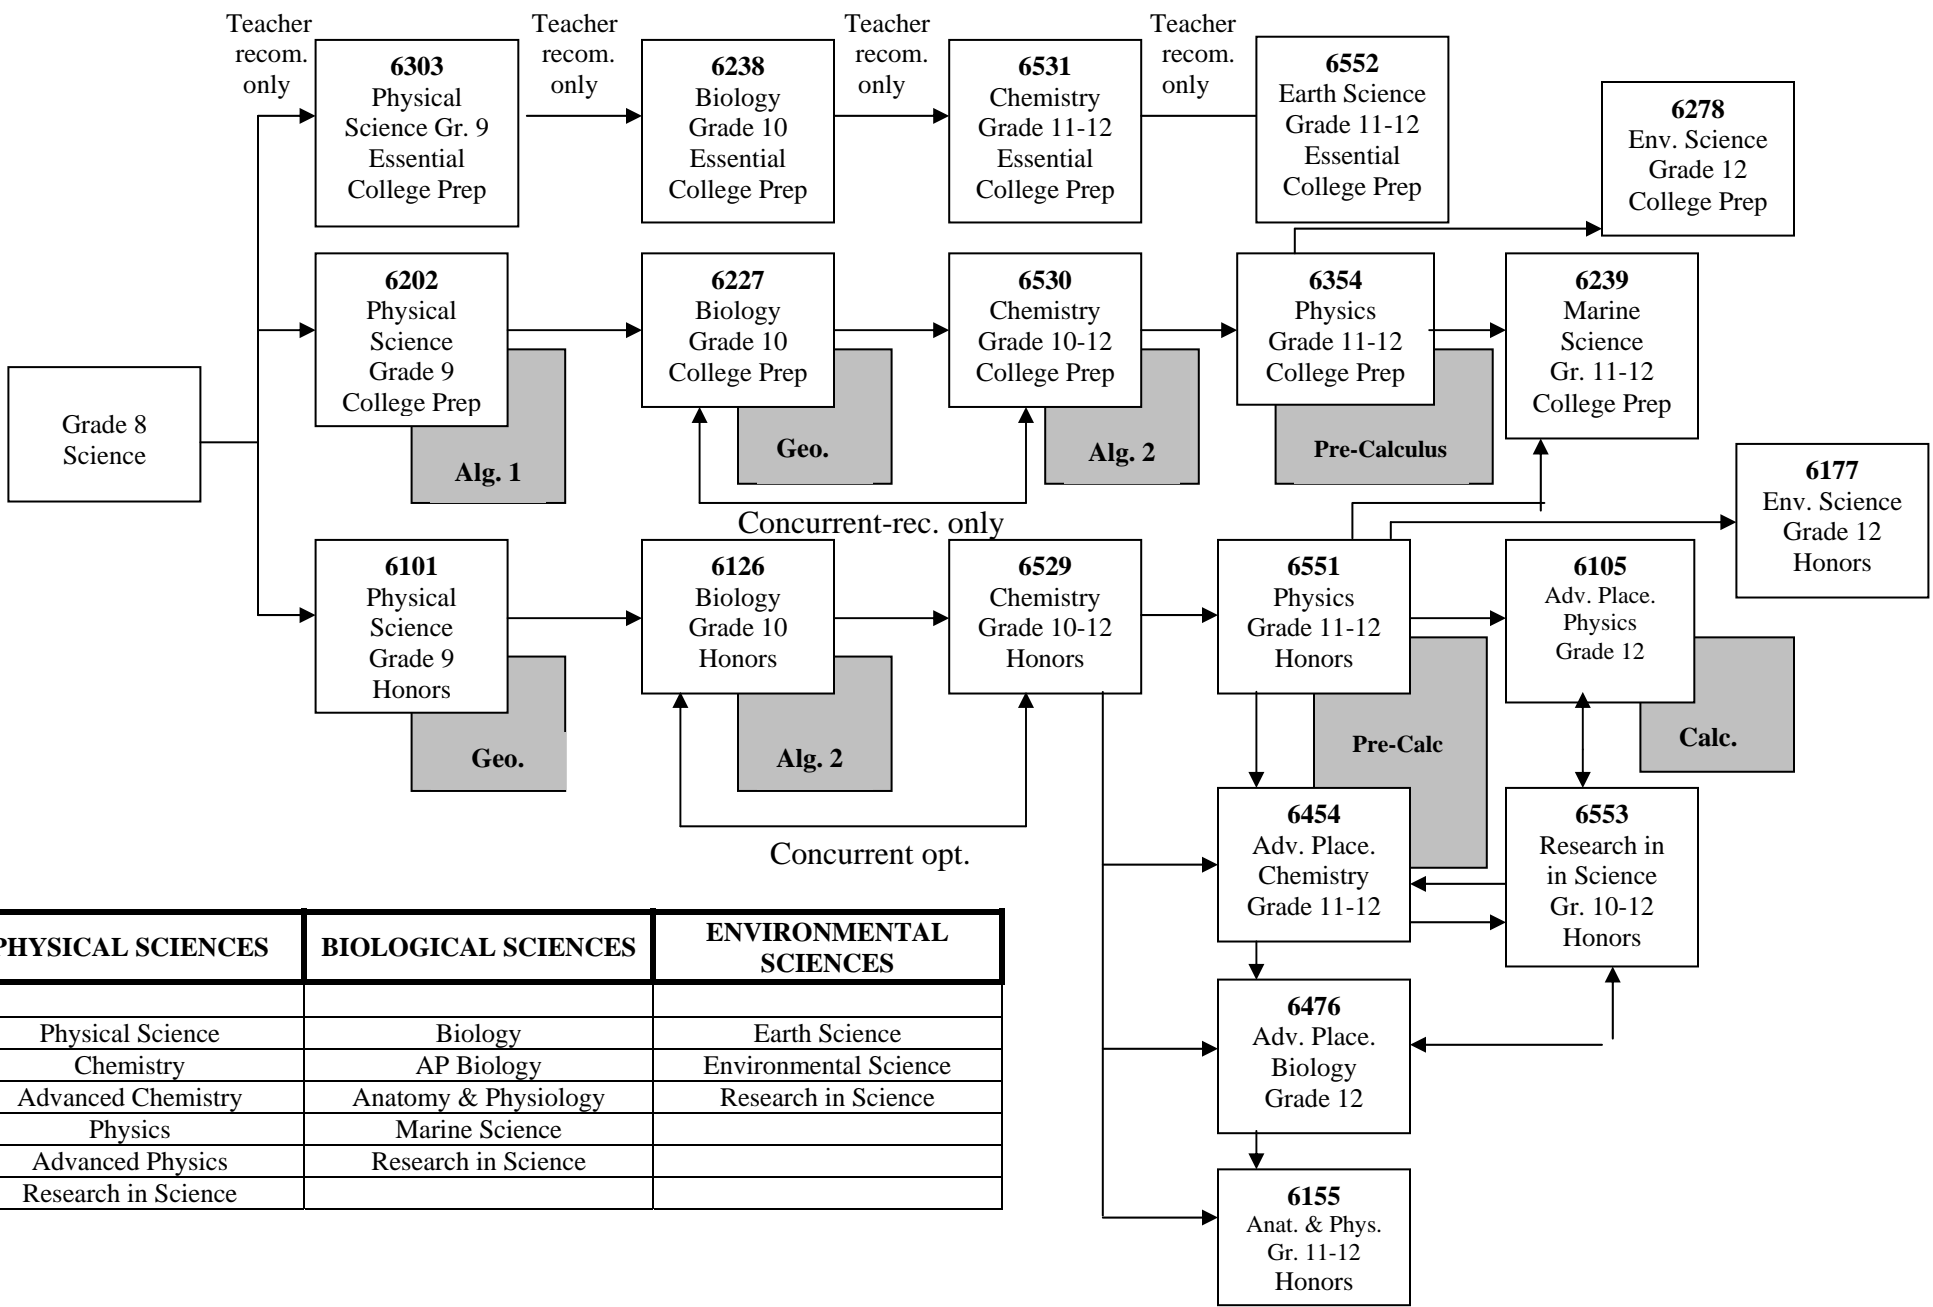 Teacher
recom.
only
Teacher
recom.
only
Teacher
recom.
only
Teacher
recom.
only
6303
Physical
Science Gr. 9
Essential
College Prep
6238
Biology
Grade 10
Essential
College Prep
6531
Chemistry
Grade 11-12
Essential
College Prep
6552
Earth Science
Grade 11-12
Essential
College Prep
6278
Env. Science
Grade 12
College Prep
6202
Physical
Science
Grade 9
College Prep
Alg. 1
6227
Biology
Grade 10
College Prep
Geo.
6530
Chemistry
Grade 10-12
College Prep
Alg. 2
6354
Physics
Grade 11-12
College Prep
Pre-Calculus
6239
Marine
Science
Gr. 11-12
College Prep
Grade 8
Science
Concurrent-rec. only
6177
Env. Science
Grade 12
Honors
6101
Physical
Science
Grade 9
Honors
Geo.
6126
Biology
Grade 10
Honors
Alg. 2
6529
Chemistry
Grade 10-12
Honors
6551
Physics
Grade 11-12
Honors
Pre-Calc
6105
Adv. Place.
Physics
Grade 12
Calc.
Concurrent opt.
6454
Adv. Place.
Chemistry
Grade 11-12
6553
Research in
in Science
Gr. 10-12
Honors
6476
Adv. Place.
Biology
Grade 12
6155
Anat. & Phys.
Gr. 11-12
Honors
PHYSICAL SCIENCES BIOLOGICAL SCIENCES ENVIRONMENTAL
SCIENCES
Physical Science Biology Earth Science
Chemistry AP Biology Environmental Science
Advanced Chemistry Anatomy & Physiology Research in Science
Physics Marine Science
Advanced Physics Research in Science
Research in Science